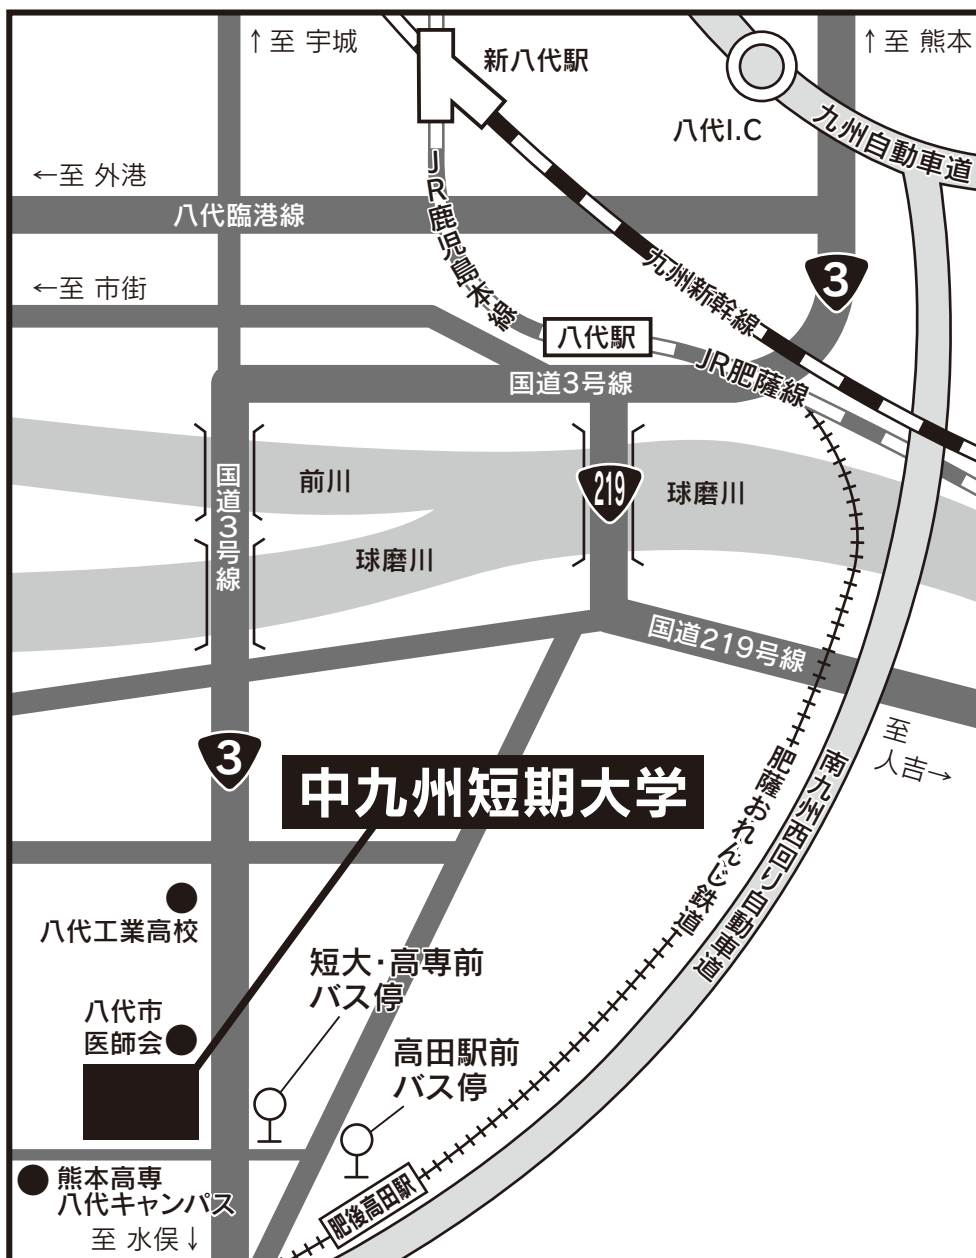 ↑至 宇城
新八代駅
↑至 熊本
八代I.C
九州自動車道
←至 外港
八代臨港線
JR鹿児島本線
九州新幹線
3
←至 市街
八代駅
JR肥薩線
国道3号線
国道3号線
前川
219
球磨川
球磨川
国道219号線
3
至
人吉→
中九州短期大学
肥薩おれんじ鉄道
南九州西回り自動車道
八代工業高校
短大・高専前
バス停
八代市
医師会
高田駅前
バス停
熊本高専
八代キャンパス
肥後高田駅
至 水俣↓